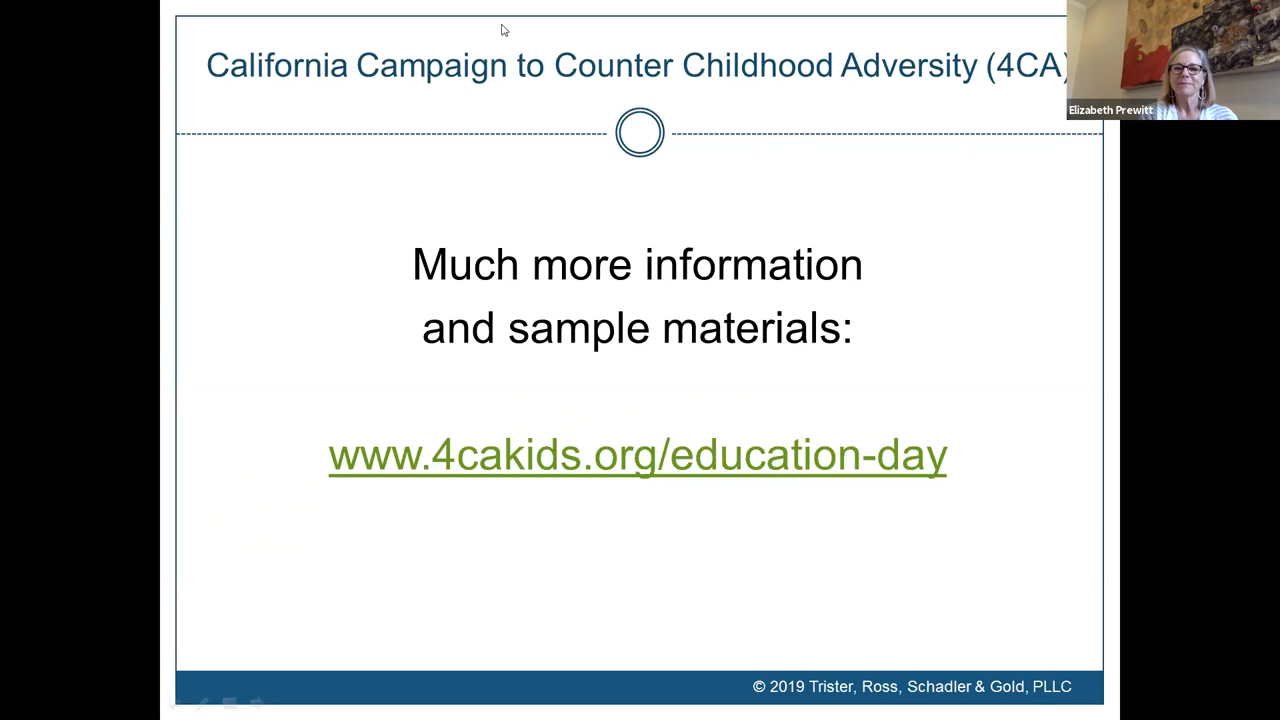 California Campaign to Counter Childhood Adversity (4CA)
Elizabeth Prewitt
Much more information
and sample materials:
www.4cakids.org/education-day
© 2019 Trister, Ross, Schadler & Gold, PLLC